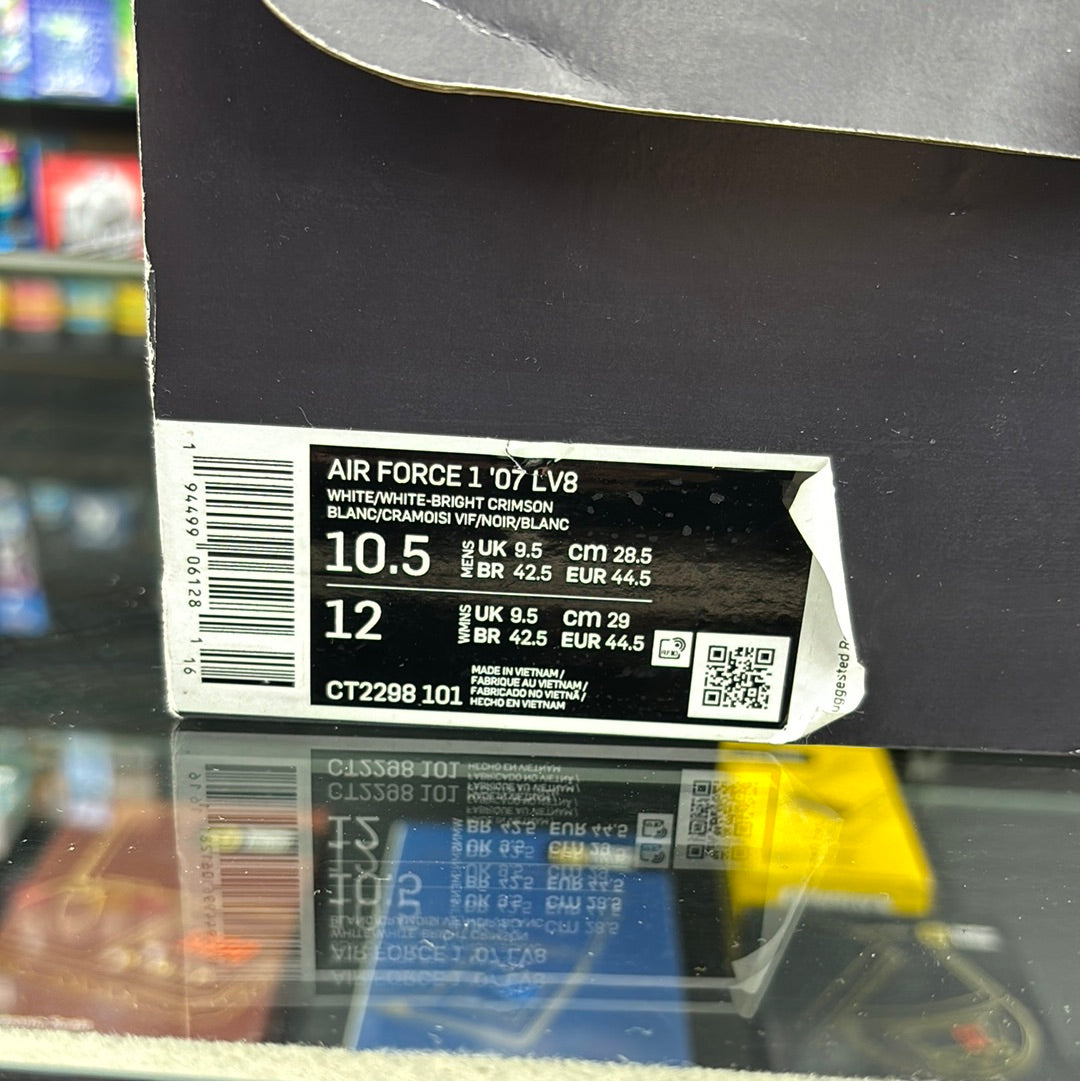 AIR FORCE 1 '07 LV8
WHITE/WHITE-BRIGHT CRIMSON
BLANC/CRAMOISI VIF/NOIR/BLANC
10.5 MENS UK 9.5 cm 28.5
BR 42.5 EUR 44.5
12 WMNS UK 9.5 cm 29
BR 42.5 EUR 44.5
CT2298 101
MADE IN VIETNAM /
FABRIQUE AU VIETNAM /
FABRICADO NO VIETNÃ /
HECHO EN VIETNAM
1 94499 06128 1 16
uggested R